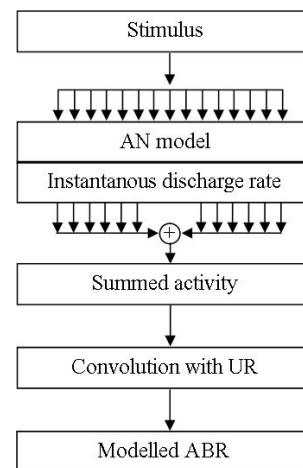 Stimulus
AN model
Instantanous discharge rate
+
Summed activity
Convolution with UR
Modelled ABR